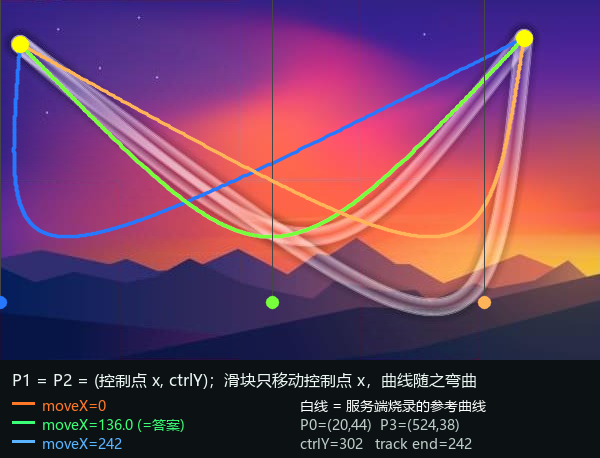 P1 = P2 = (控制点 x, ctrlY)；滑块只移动控制点 x，曲线随之弯曲
moveX=0
白线 = 服务端烧录的参考曲线
moveX=136.0 (=答案)
P0=(20,44) P3=(524,38)
moveX=242
ctrlY=302 track end=242